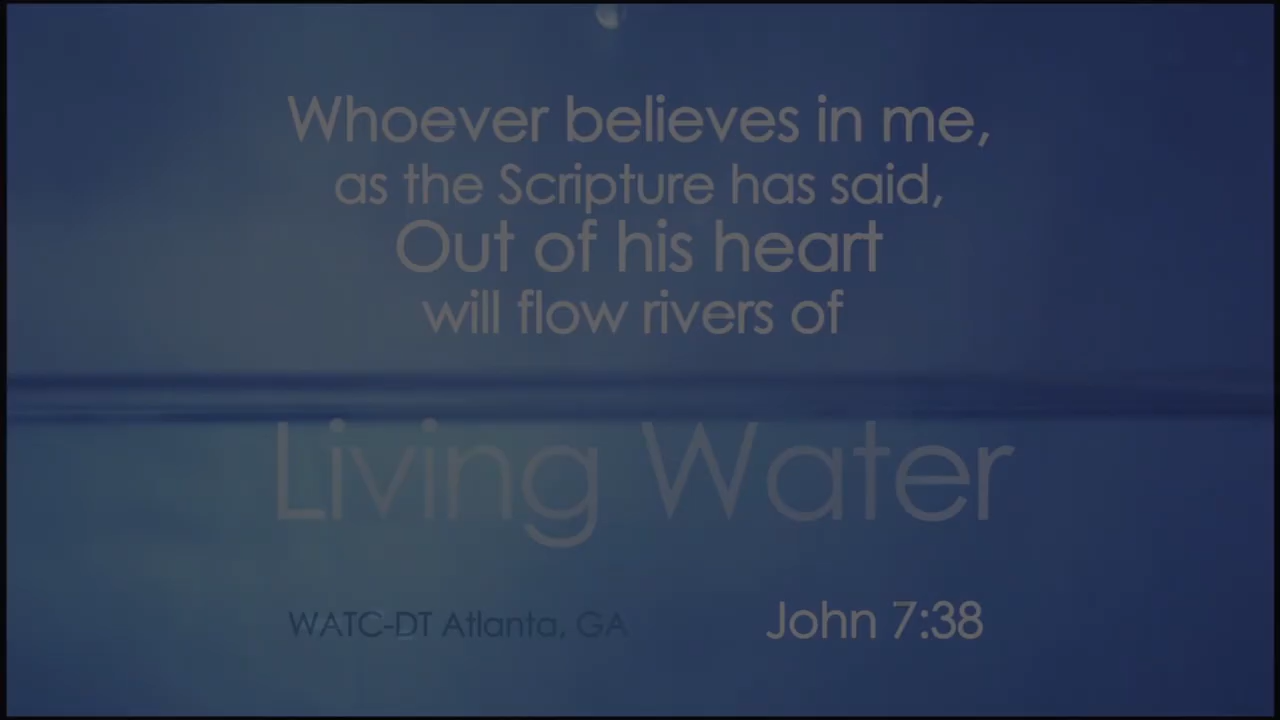 Whoever believes in me,
as the Scripture has said,
Out of his heart
will flow rivers of
Living Water
WATC-DT Atlanta, GA
John 7:38